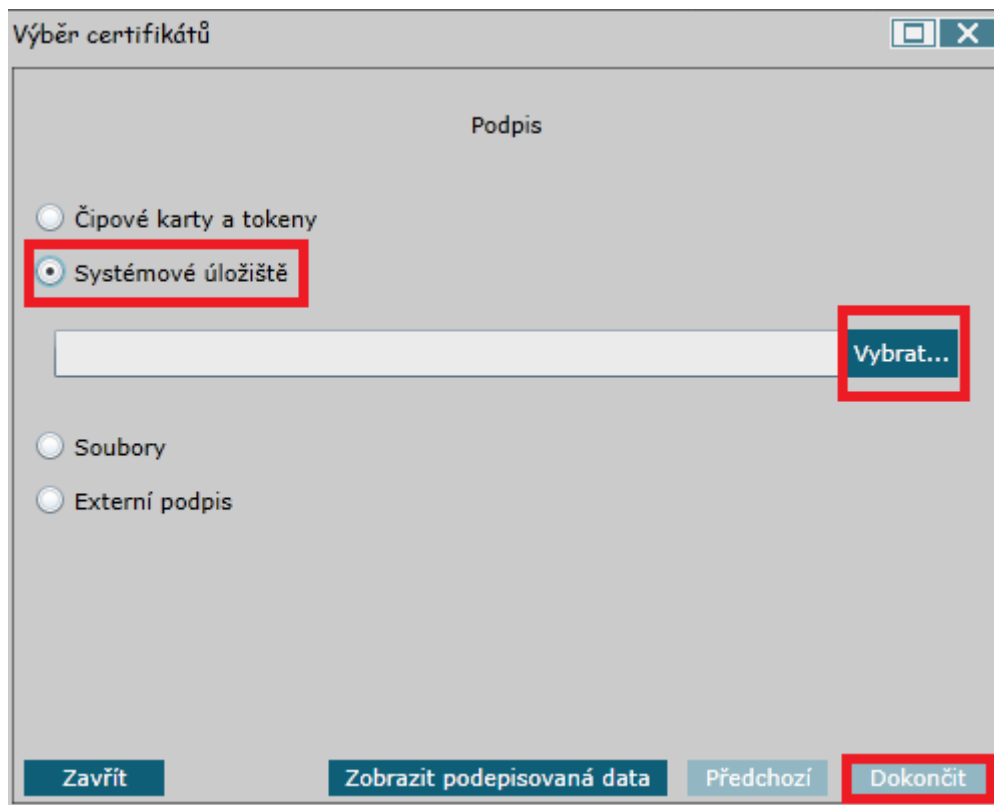 Výběr certifikátů
Podpis
Čipové karty a tokeny
Systémové úložiště
Vybrat...
Soubory
Externí podpis
Zavřít Zobrazit podepisovaná data Předchozí Dokončit